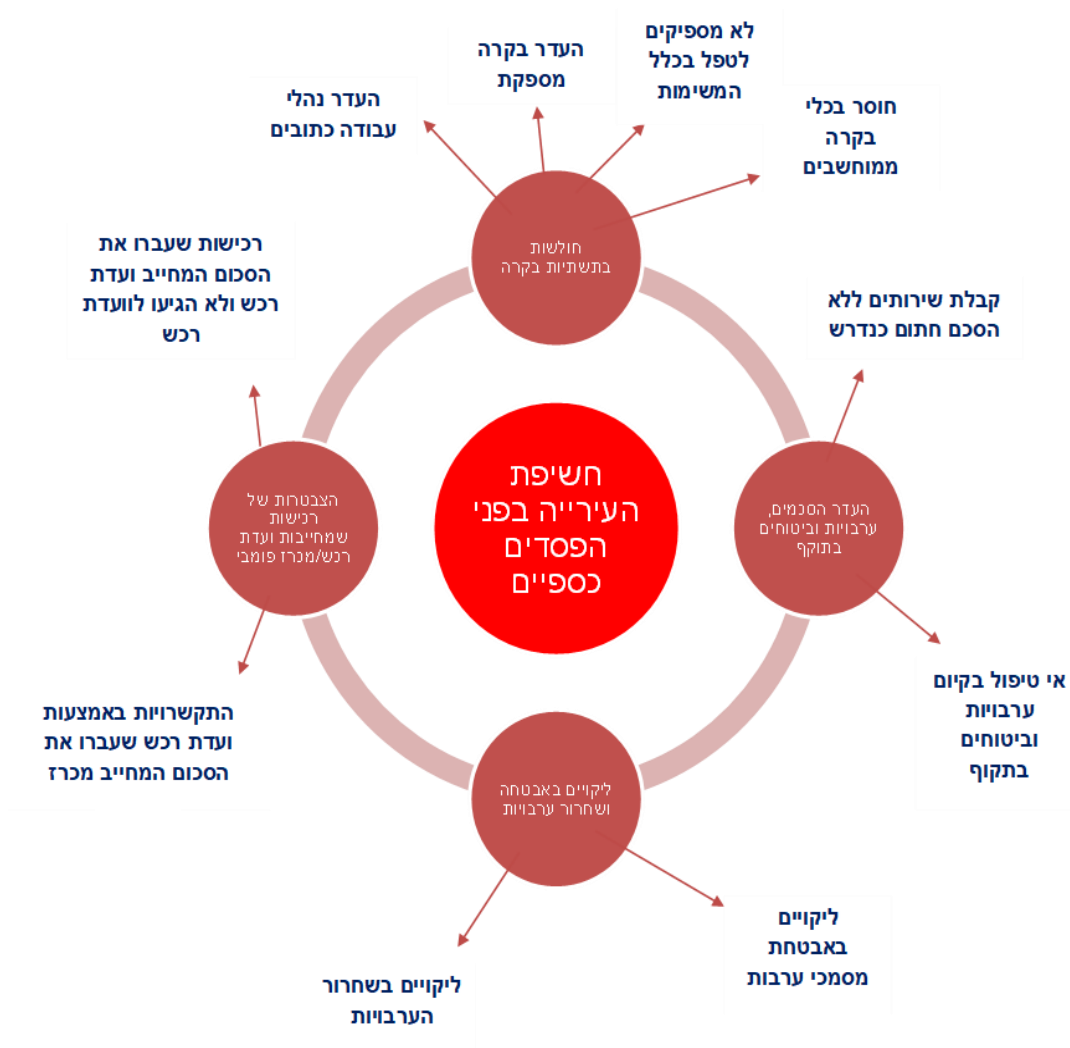 לא מספיקים
לטפל בכלל
המשימות
העדר בקרה
מספקת
העדר נהלי
עבודה כתובים
חוסר בכלי
בקרה
ממוחשבים
חולשות
בתשתיות בקרה
רכישות שעברו את
הסכום המחייב ועדת
רכש ולא הגיעו לוועדת
רכש
קבלת שירותים ללא
הסכם חתום כנדרש
חשיפת
העירייה בפני
הפסדים
כספיים
העדר הסכמים,
ערבויות וביטוחים
בתוקף
הצבטרות של
רכישות
שמחייבות ועדת
רכש/מכרז פומבי
אי טיפול בקיום
ערבויות
וביטוחים
בתקוף
התקשרויות באמצעות
ועדת רכש שעברו את
הסכום המחייב מכרז
ליקויים באבטחה
ושחרור ערבויות
ליקויים
באבטחת
מסמכי ערבות
ליקויים בשחרור
הערבויות